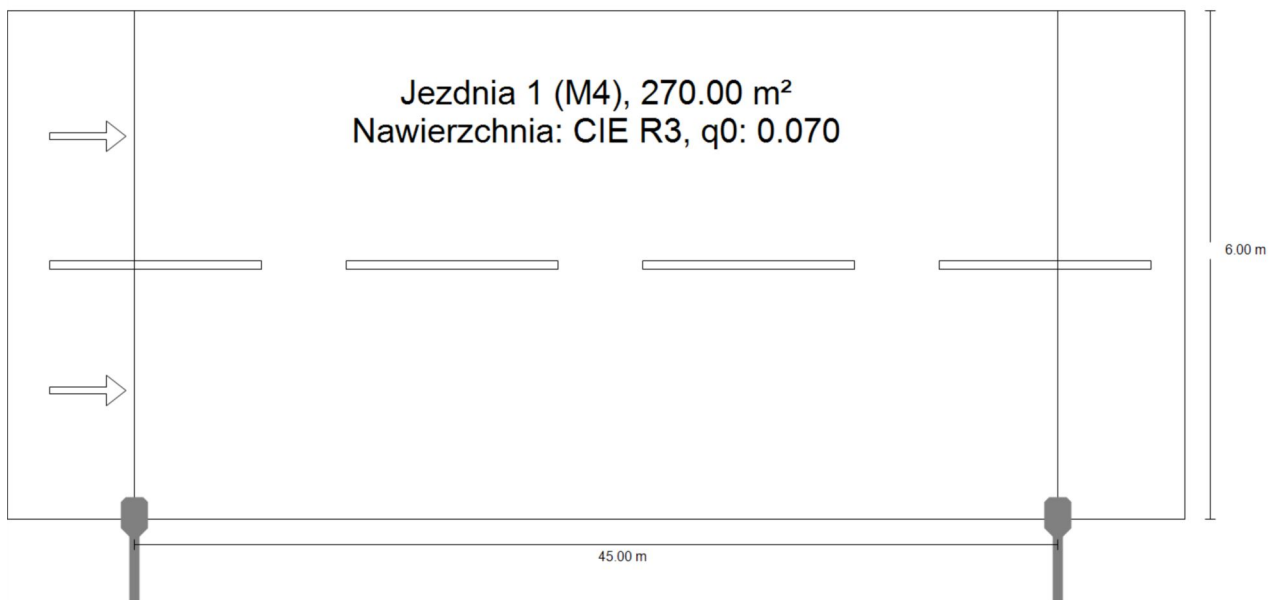 Jezdnia 1 (M4), 270.00 m²
Nawierzchnia: CIE R3, q0: 0.070
6.00 m
45.00 m